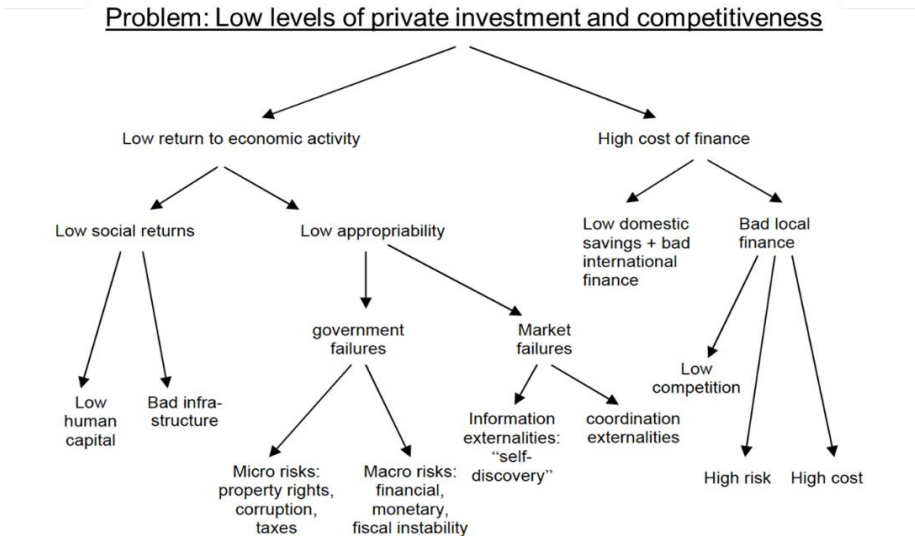 Problem: Low levels of private investment and competitiveness
Low return to economic activity
High cost of finance
Low social returns
Low appropriability
Low domestic
savings + bad
international
finance
Bad local
finance
government
failures
Market
failures
Low
competition
Low
human
capital
Bad infra-
structure
Information
externalities:
“self-
discovery”
coordination
externalities
Micro risks:
property rights,
corruption,
taxes
Macro risks:
financial,
monetary,
fiscal instability
High risk
High cost